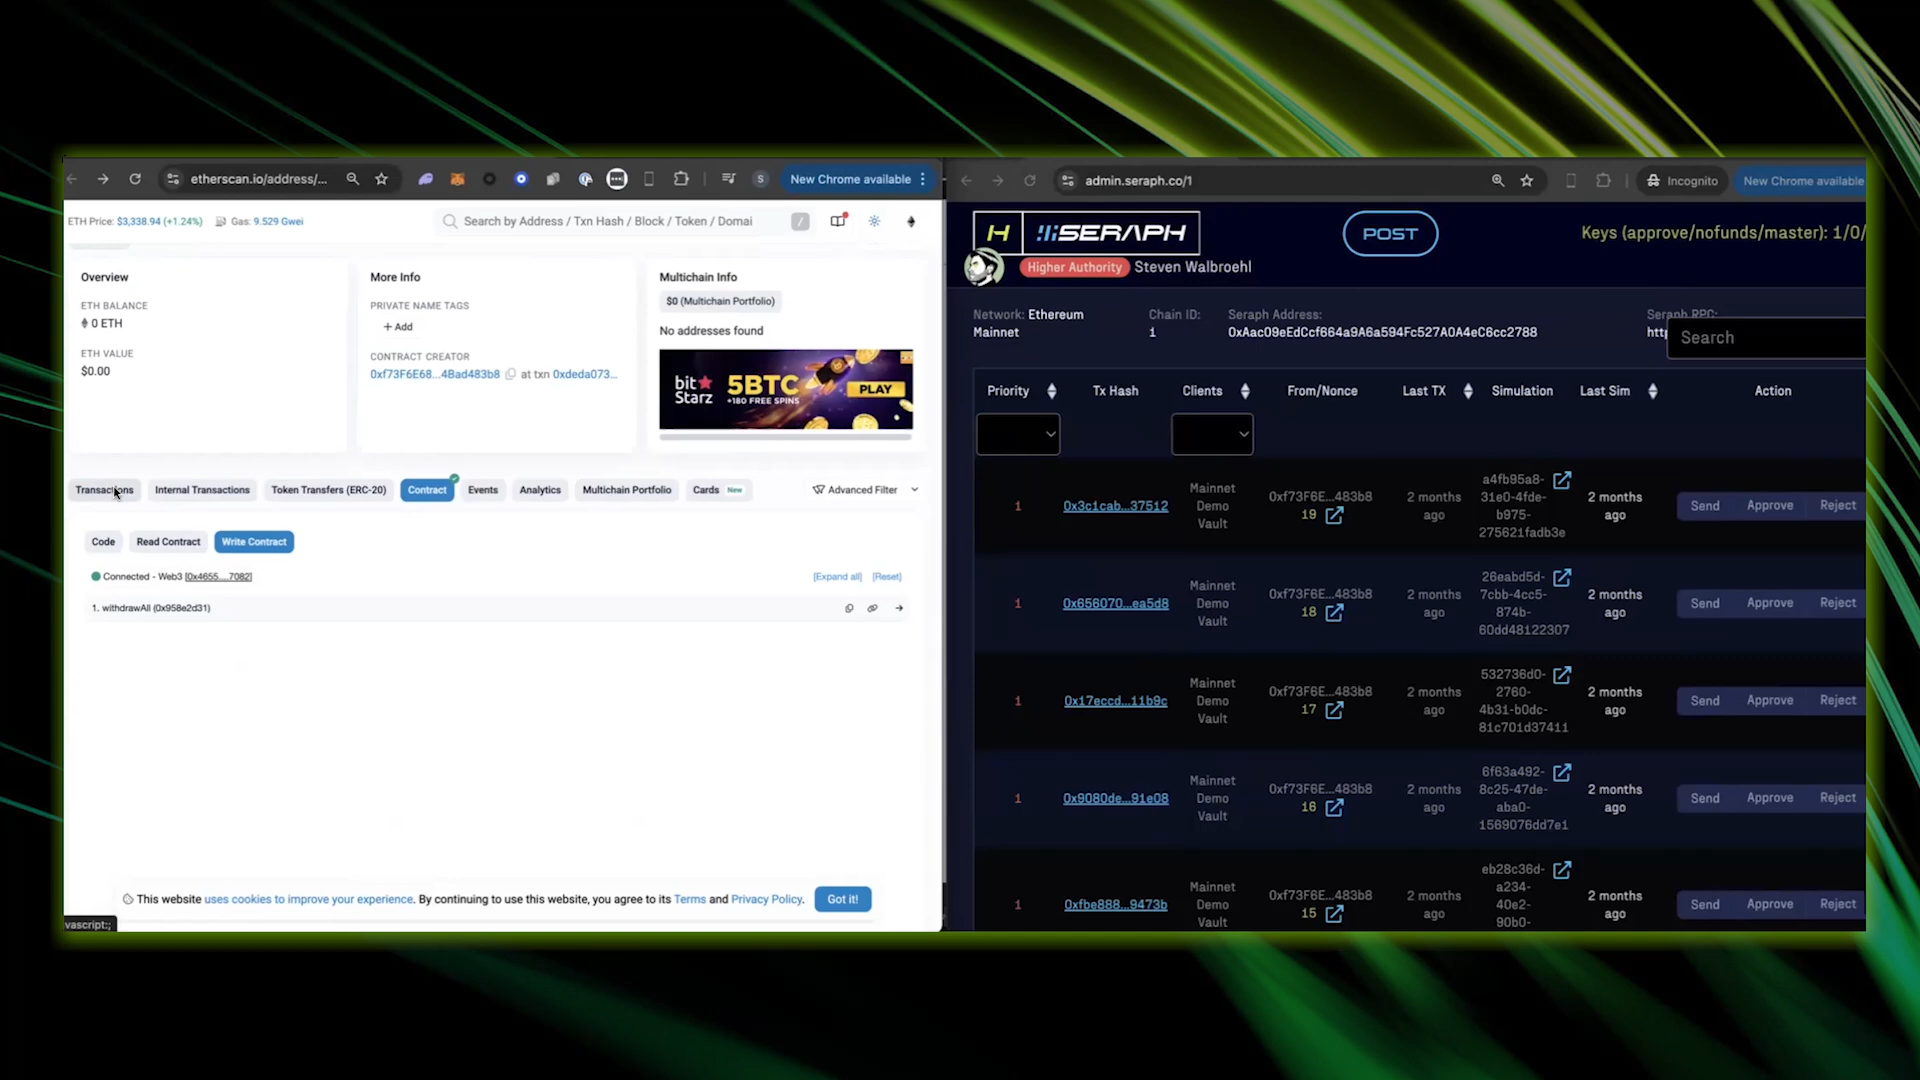 etherscan.io/address/...
New Chrome available
ETH Price: $3,338.94 (+1.24%)
Gas: 9.529 Gwei
Search by Address / Txn Hash / Block / Token / Domai
/
Overview
ETH BALANCE
0 ETH
ETH VALUE
$0.00
More Info
PRIVATE NAME TAGS
+ Add
CONTRACT CREATOR
0xf73F6E68...4Bad483b8 at txn 0xdeda073...
Multichain Info
$0 (Multichain Portfolio)
No addresses found
bit Starz
5BTC
+180 FREE SPINS
PLAY
Transactions
Internal Transactions
Token Transfers (ERC-20)
Contract
Events
Analytics
Multichain Portfolio
Cards New
Advanced Filter
Code
Read Contract
Write Contract
Connected - Web3 [0x4655....7082]
[Expand all]
[Reset]
1. withdrawAll (0x958e2d31)
This website uses cookies to improve your experience. By continuing to use this website, you agree to its Terms and Privacy Policy.
Got it!
vascript:;
admin.seraph.co/1
Incognito
New Chrome available
H SERAPH
POST
Keys (approve/nofunds/master): 1/0/
Higher Authority Steven Walbroehl
Network: Ethereum
Mainnet
Chain ID:
1
Seraph Address:
0xAac09eEdCcf664a9A6a594Fc527A0A4eC6cc2788
Seraph RPC:
http
Search
Priority
Tx Hash
Clients
From/Nonce
Last TX
Simulation
Last Sim
Action
1
0x3c1cab...37512
Mainnet
Demo
Vault
0xf73F6E...483b8
19
2 months
ago
a4fb95a8-
31e0-4fde-
b975-
275621fadb3e
2 months
ago
Send
Approve
Reject
1
0x656070...ea5d8
Mainnet
Demo
Vault
0xf73F6E...483b8
18
2 months
ago
26eabd5d-
7cbb-4cc5-
874b-
60dd48122307
2 months
ago
Send
Approve
Reject
1
0x17eccd...11b9c
Mainnet
Demo
Vault
0xf73F6E...483b8
17
2 months
ago
532736d0-
2760-
4b31-b0dc-
81c701d37411
2 months
ago
Send
Approve
Reject
1
0x9080de...91e08
Mainnet
Demo
Vault
0xf73F6E...483b8
16
2 months
ago
6f63a492-
8c25-47de-
aba0-
1569076dd7e1
2 months
ago
Send
Approve
Reject
1
0xfbe888...9473b
Mainnet
Demo
Vault
0xf73F6E...483b8
15
2 months
ago
eb28c36d-
a234-
40e2-
90b0-
2 months
ago
Send
Approve
Reject